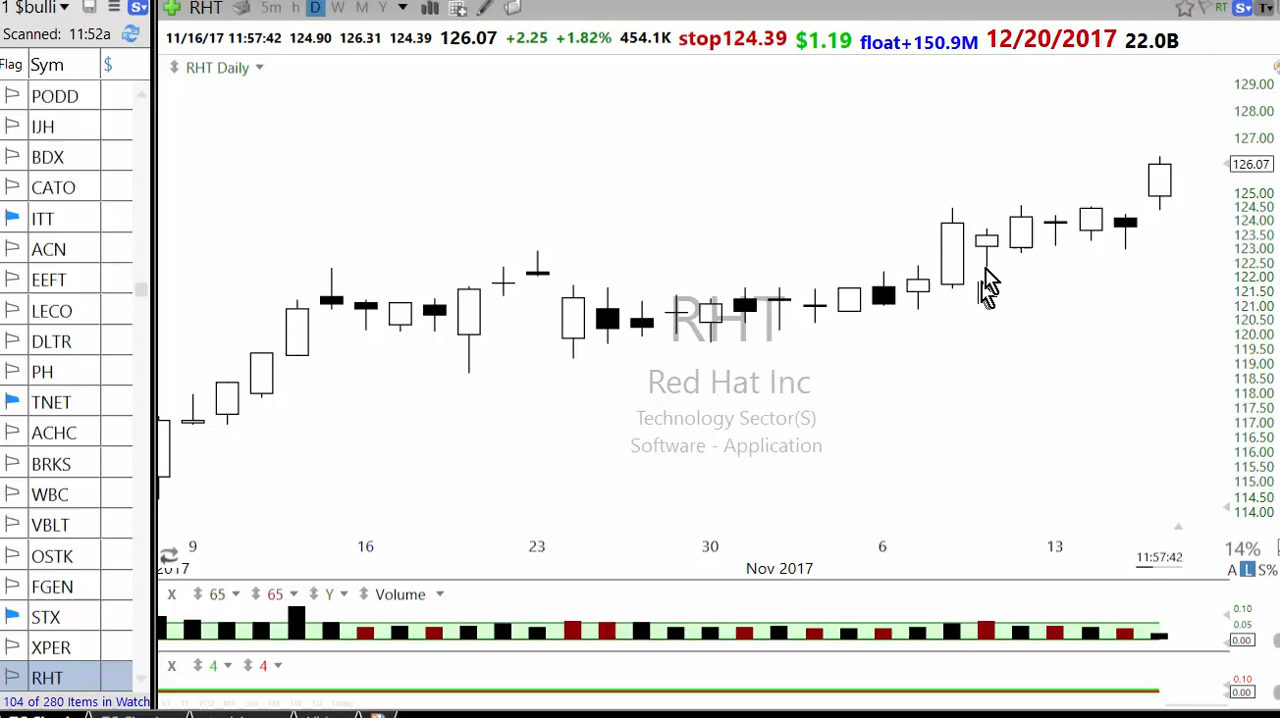 1 $bulli
Scanned: 11:52a
Flag Sym $
PODD
IJH
BDX
CATO
ITT
ACN
EEFT
LECO
DLTR
PH
TNET
ACHC
BRKS
WBC
VBLT
OSTK
FGEN
STX
XPER
RHT
104 of 280 Items in Watch
RHT 5m h D W M Y
RT S T
11/16/17 11:57:42 124.90 126.31 124.39 126.07 +2.25 +1.82% 454.1K stop124.39 $1.19 float+150.9M 12/20/2017 22.0B
RHT Daily
129.00
128.00
127.00
126.07
125.00
124.50
124.00
123.50
123.00
122.50
122.00
121.50
121.00
120.50
120.00
119.50
119.00
118.50
118.00
117.50
117.00
116.50
116.00
115.50
115.00
114.50
114.00
RHT
Red Hat Inc
Technology Sector(S)
Software - Application
9 16 23 30 6 13 11:57:42
2017 Nov 2017
14%
A L S%
X 65 65 Y Volume
0.10
0.05
0.00
X 4 4
0.10
0.00